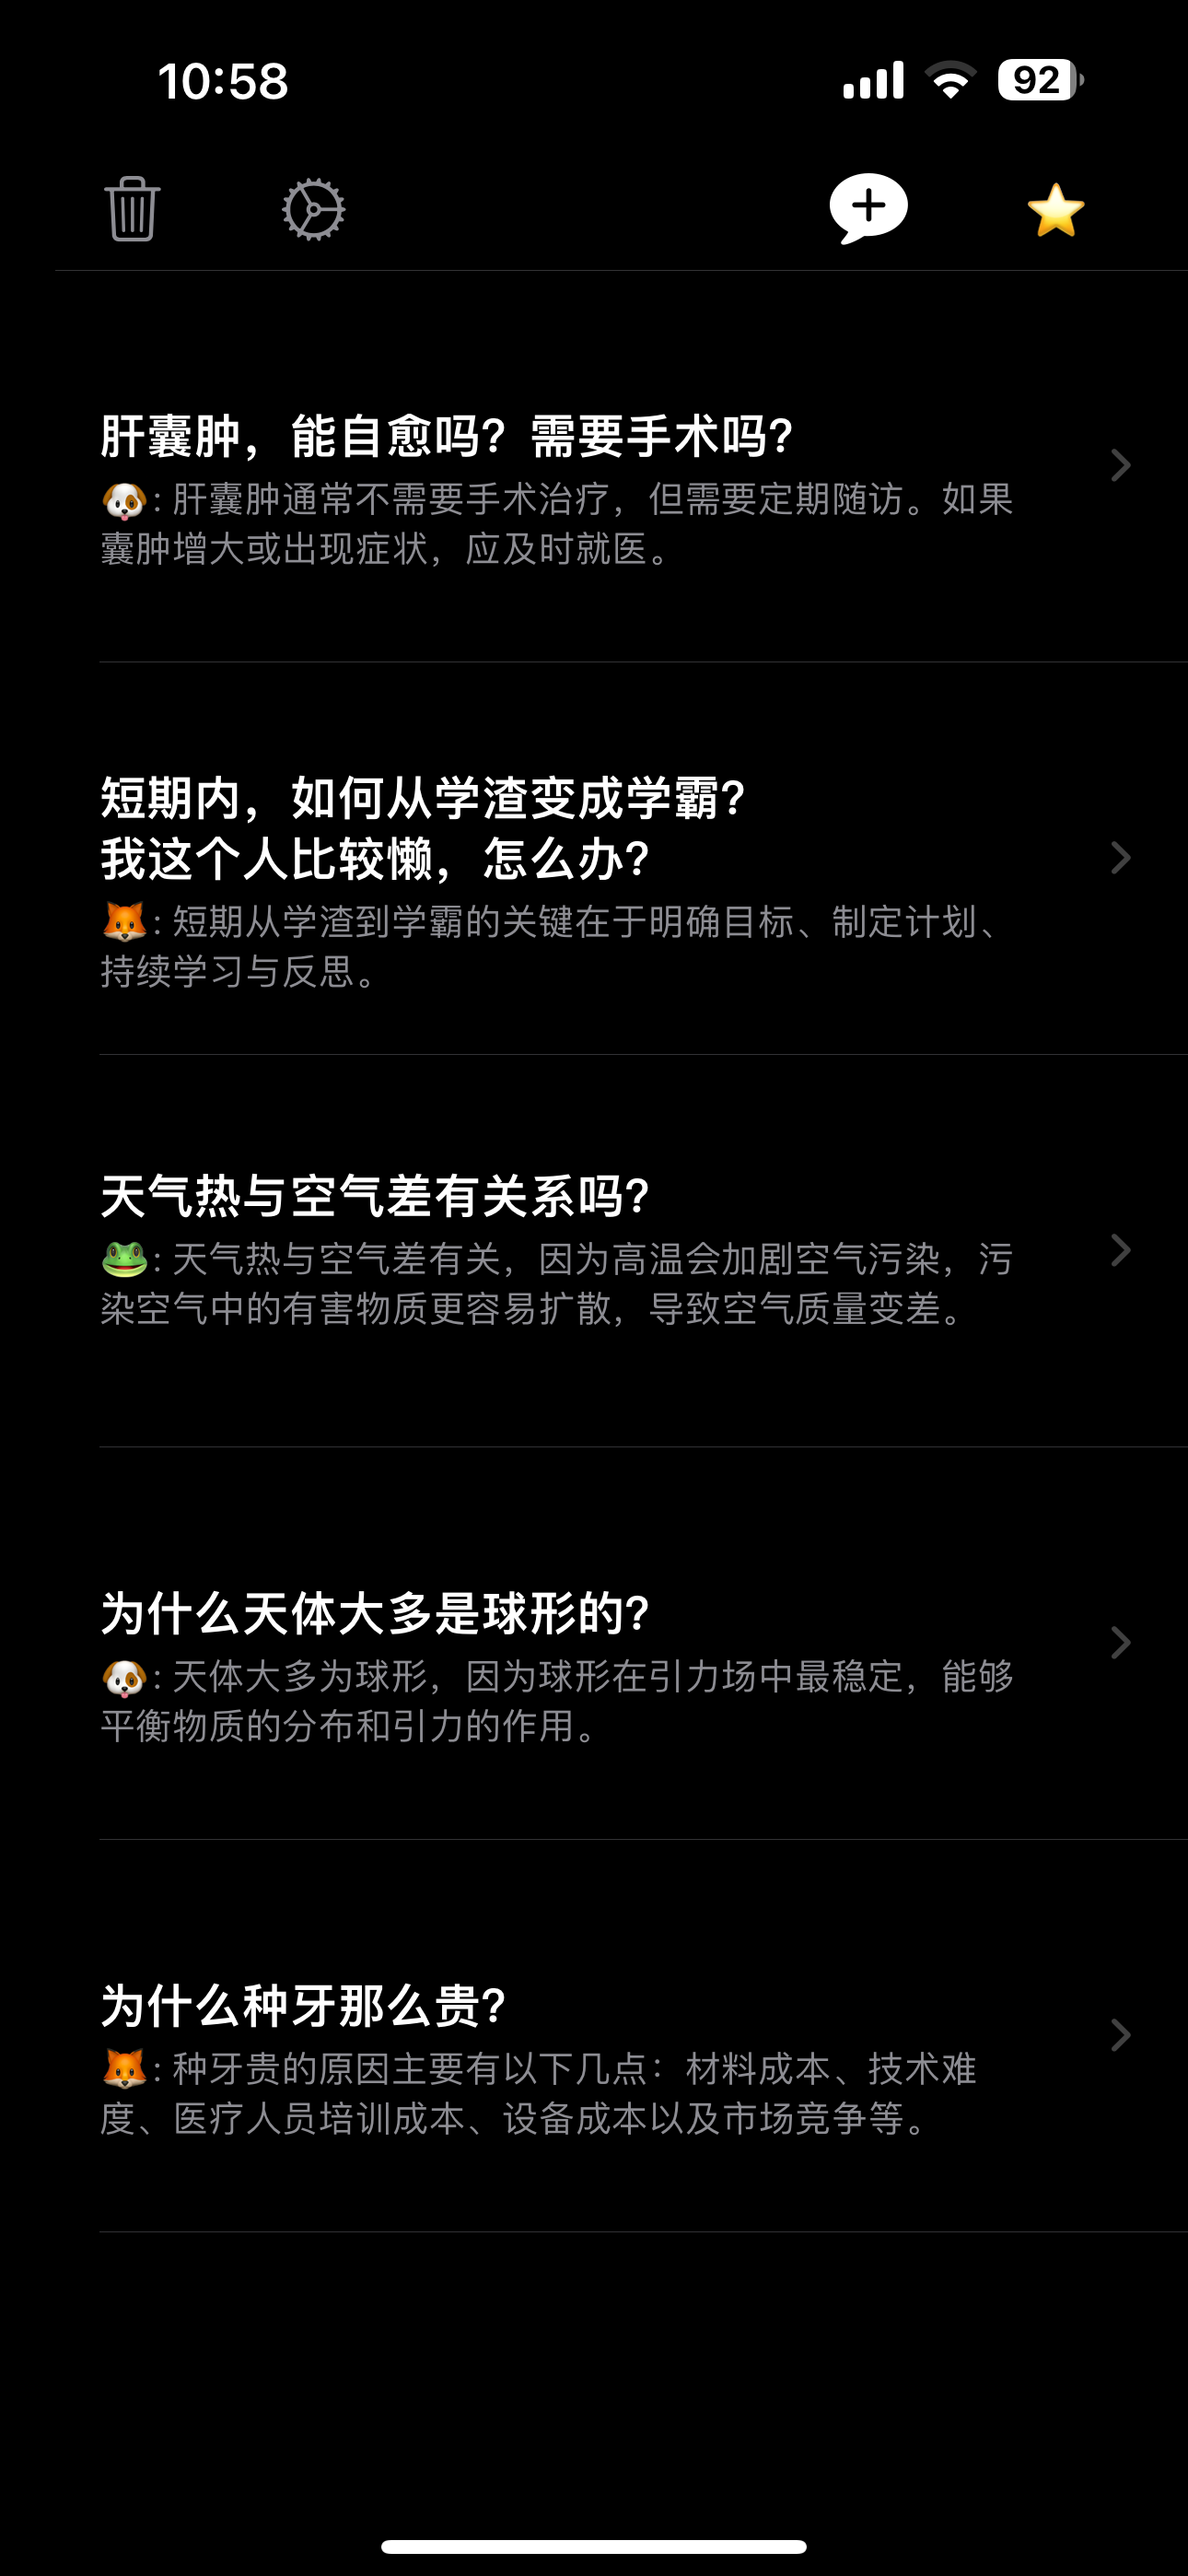 10:58
92
肝囊肿，能自愈吗？需要手术吗？
🐶: 肝囊肿通常不需要手术治疗，但需要定期随访。如果
囊肿增大或出现症状，应及时就医。
短期内，如何从学渣变成学霸？
我这个人比较懒，怎么办？
🦊: 短期从学渣到学霸的关键在于明确目标、制定计划、
持续学习与反思。
天气热与空气差有关系吗？
🐸: 天气热与空气差有关，因为高温会加剧空气污染，污
染空气中的有害物质更容易扩散，导致空气质量变差。
为什么天体大多是球形的？
🐶: 天体大多为球形，因为球形在引力场中最稳定，能够
平衡物质的分布和引力的作用。
为什么种牙那么贵？
🦊: 种牙贵的原因主要有以下几点：材料成本、技术难
度、医疗人员培训成本、设备成本以及市场竞争等。